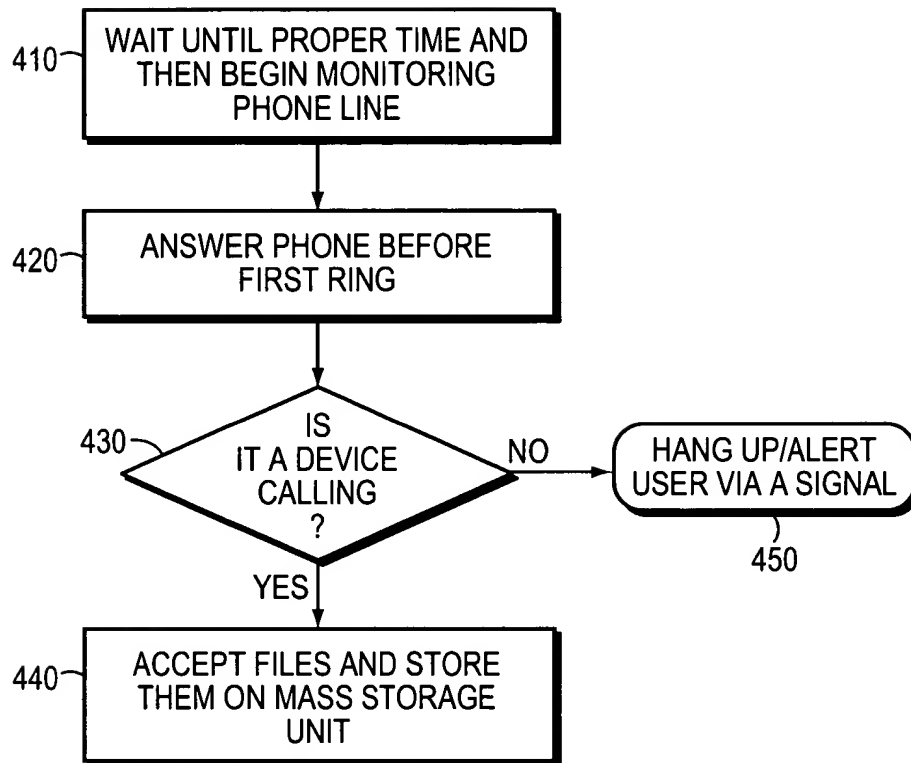 410
WAIT UNTIL PROPER TIME AND
THEN BEGIN MONITORING
PHONE LINE
420
ANSWER PHONE BEFORE
FIRST RING
430
IS
IT A DEVICE
CALLING
?
NO
HANG UP/ALERT
USER VIA A SIGNAL
450
YES
440
ACCEPT FILES AND STORE
THEM ON MASS STORAGE
UNIT